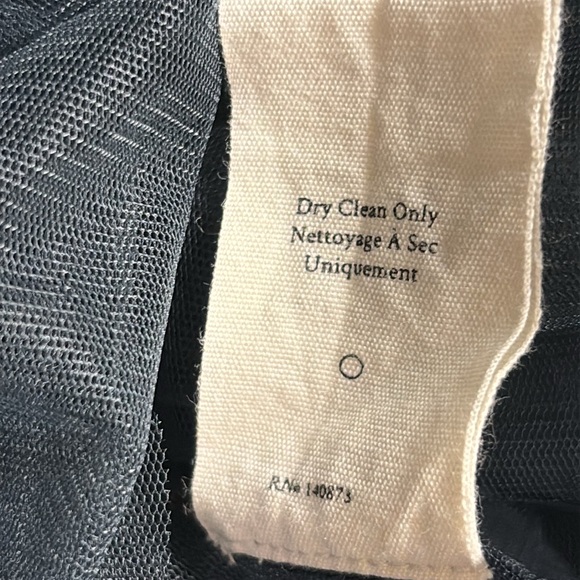 Dry Clean Only
Nettoyage À Sec
Uniquement
RN# 140873